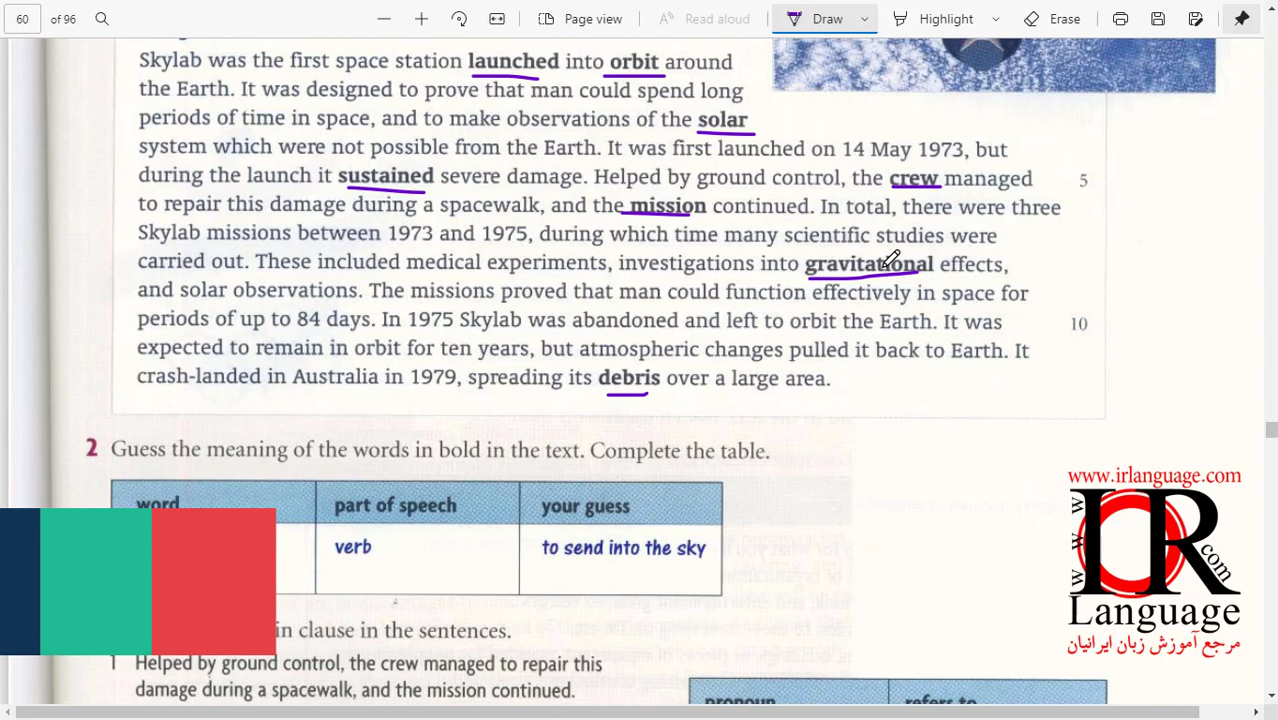 60 of 96 Page view Read aloud Draw Highlight Erase
Skylab was the first space station launched into orbit around
the Earth. It was designed to prove that man could spend long
periods of time in space, and to make observations of the solar
system which were not possible from the Earth. It was first launched on 14 May 1973, but
during the launch it sustained severe damage. Helped by ground control, the crew managed 5
to repair this damage during a spacewalk, and the mission continued. In total, there were three
Skylab missions between 1973 and 1975, during which time many scientific studies were
carried out. These included medical experiments, investigations into gravitational effects,
and solar observations. The missions proved that man could function effectively in space for
periods of up to 84 days. In 1975 Skylab was abandoned and left to orbit the Earth. It was 10
expected to remain in orbit for ten years, but atmospheric changes pulled it back to Earth. It
crash-landed in Australia in 1979, spreading its debris over a large area.
2 Guess the meaning of the words in bold in the text. Complete the table.
word part of speech your guess
verb to send into the sky
in clause in the sentences.
1 Helped by ground control, the crew managed to repair this
damage during a spacewalk, and the mission continued.
pronoun refers to
www.irlanguage.com
www
IR
.com
Language
مرجع آموزش زبان ایرانیان